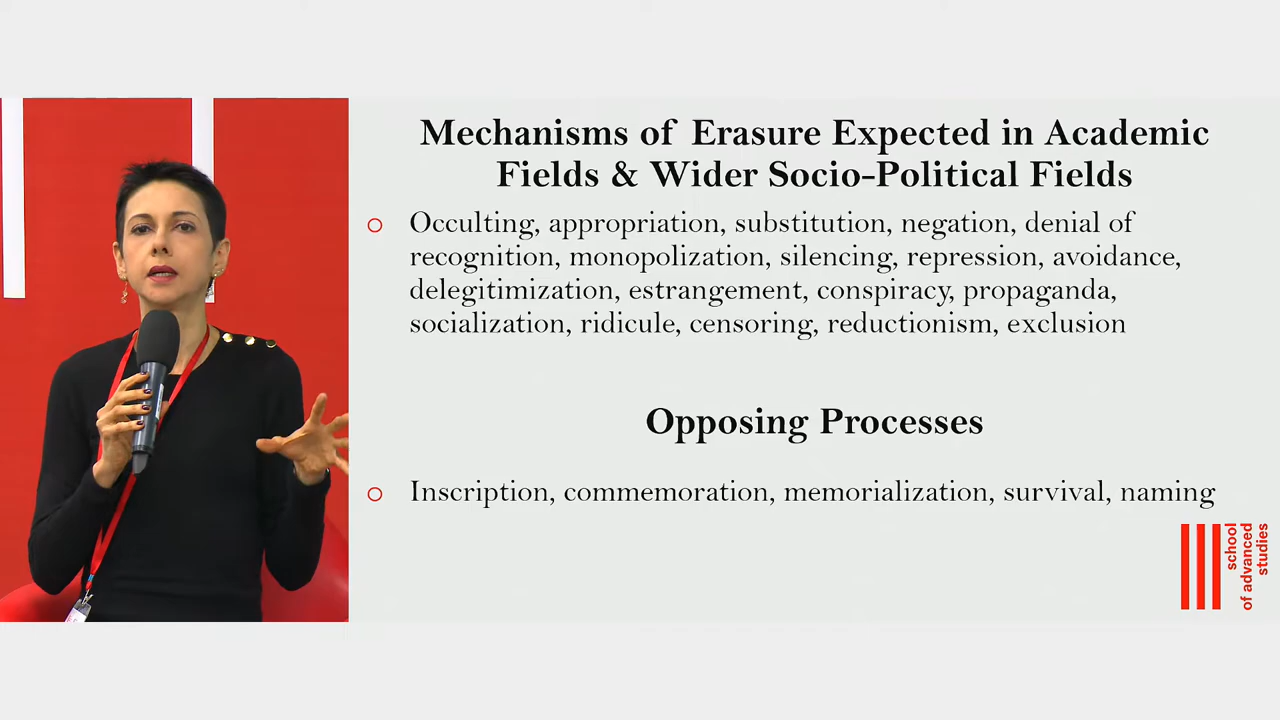 Mechanisms of Erasure Expected in Academic
Fields & Wider Socio-Political Fields
o Occulting, appropriation, substitution, negation, denial of
recognition, monopolization, silencing, repression, avoidance,
delegitimization, estrangement, conspiracy, propaganda,
socialization, ridicule, censoring, reductionism, exclusion
Opposing Processes
o Inscription, commemoration, memorialization, survival, naming
school
of advanced
studies